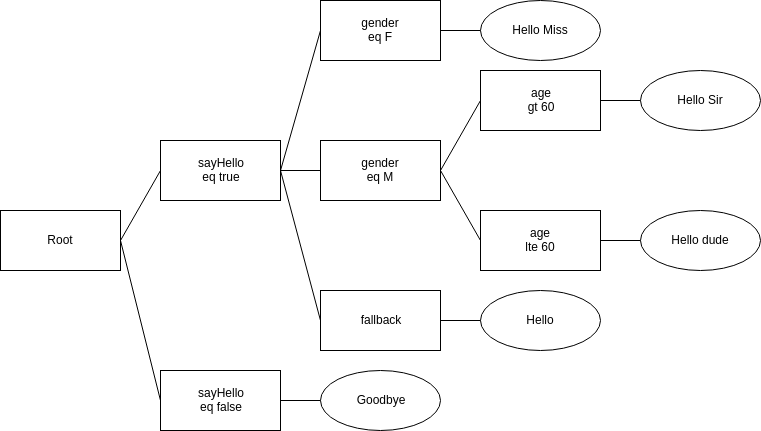 gender
eq F
Hello Miss
age
gt 60
Hello Sir
sayHello
eq true
gender
eq M
Root
age
lte 60
Hello dude
fallback
Hello
sayHello
eq false
Goodbye